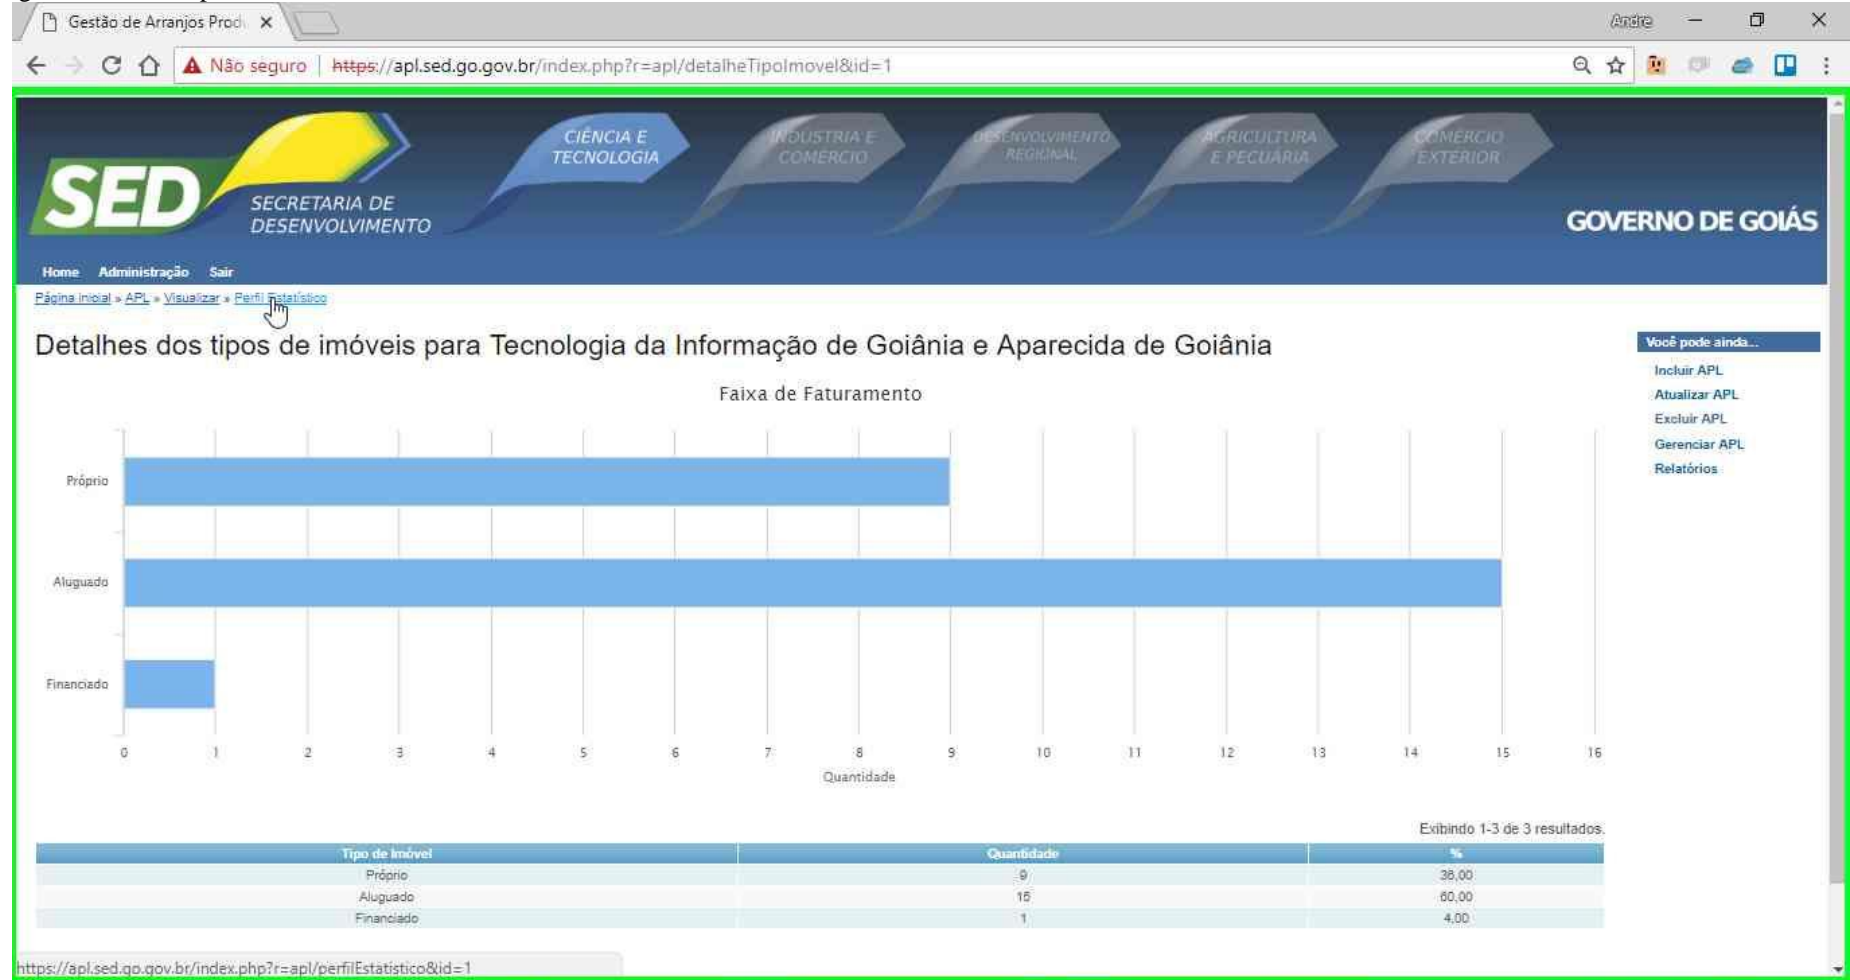 Gestão de Arranjos Prod
Andre
Não seguro | https://apl.sed.go.gov.br/index.php?r=apl/detalheTipoImovel&id=1
SED
SECRETARIA DE
DESENVOLVIMENTO
CIÊNCIA E
TECNOLOGIA
INDUSTRIA E
COMÉRCIO
DESENVOLVIMENTO
REGIONAL
AGRICULTURA
E PECUÁRIA
COMÉRCIO
EXTERIOR
GOVERNO DE GOIÁS
Home Administração Sair
Página inicial » APL » Visualizar » Perfil Estatístico
Detalhes dos tipos de imóveis para Tecnologia da Informação de Goiânia e Aparecida de Goiânia
Você pode ainda...
Incluir APL
Atualizar APL
Excluir APL
Gerenciar APL
Relatórios
Faixa de Faturamento
Próprio
Aluguado
Financiado
0 1 2 3 4 5 6 7 8 9 10 11 12 13 14 15 16
Quantidade
Exibindo 1-3 de 3 resultados.
Tipo de Imóvel Quantidade %
Próprio 9 36,00
Aluguado 15 60,00
Financiado 1 4,00
https://apl.sed.go.gov.br/index.php?r=apl/perfilEstatistico&id=1